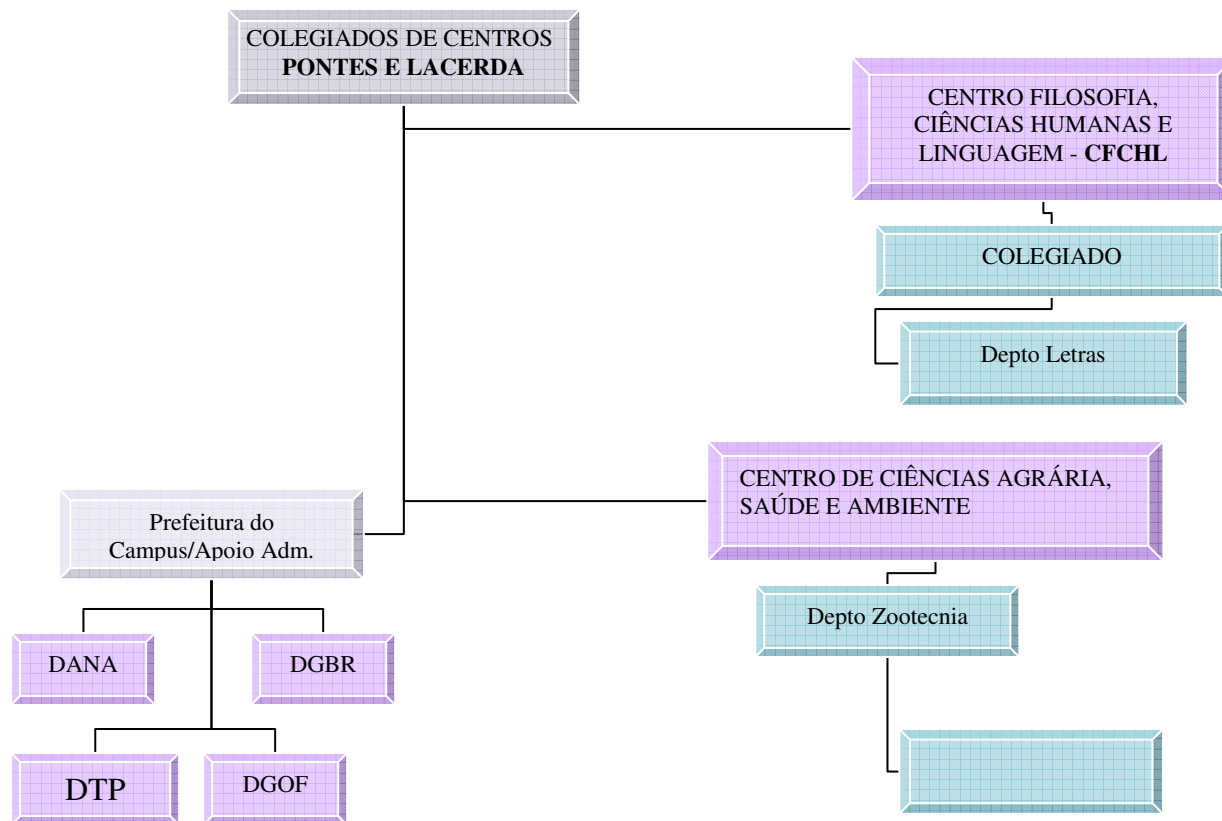 COLEGIADOS DE CENTROS
PONTES E LACERDA
CENTRO FILOSOFIA,
CIÊNCIAS HUMANAS E
LINGUAGEM - CFCHL
COLEGIADO
Depto Letras
CENTRO DE CIÊNCIAS AGRÁRIA,
SAÚDE E AMBIENTE
Prefeitura do
Campus/Apoio Adm.
Depto Zootecnia
DANA
DGBR
DTP
DGOF